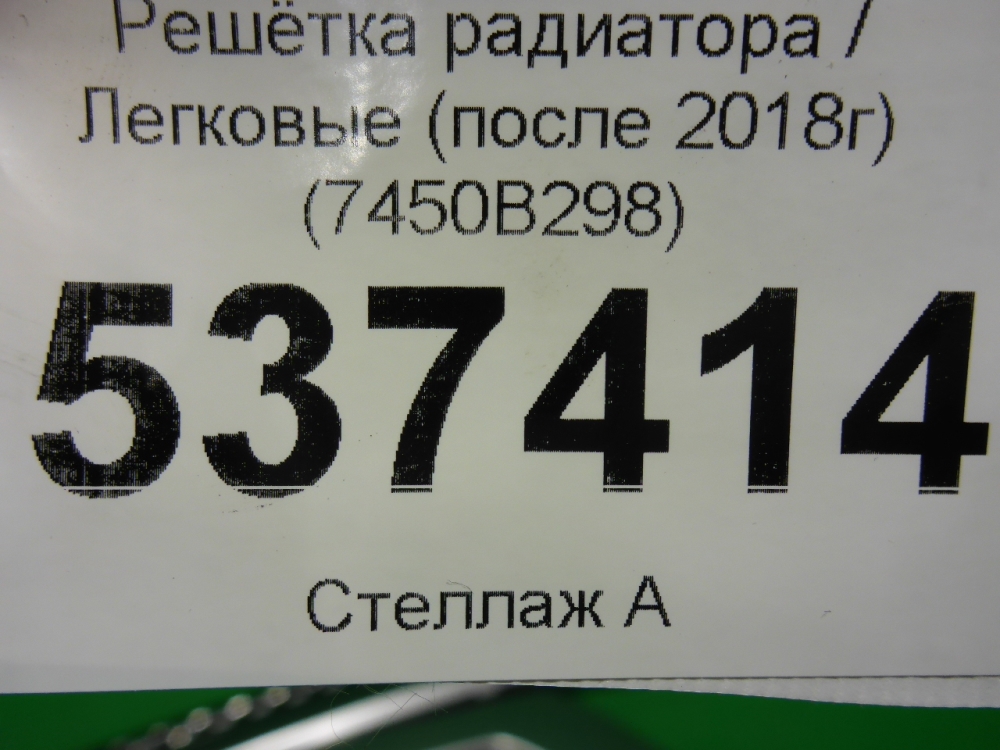 Решётка радиатора /
Легковые (после 2018г)
(7450B298)
537414
Стеллаж А